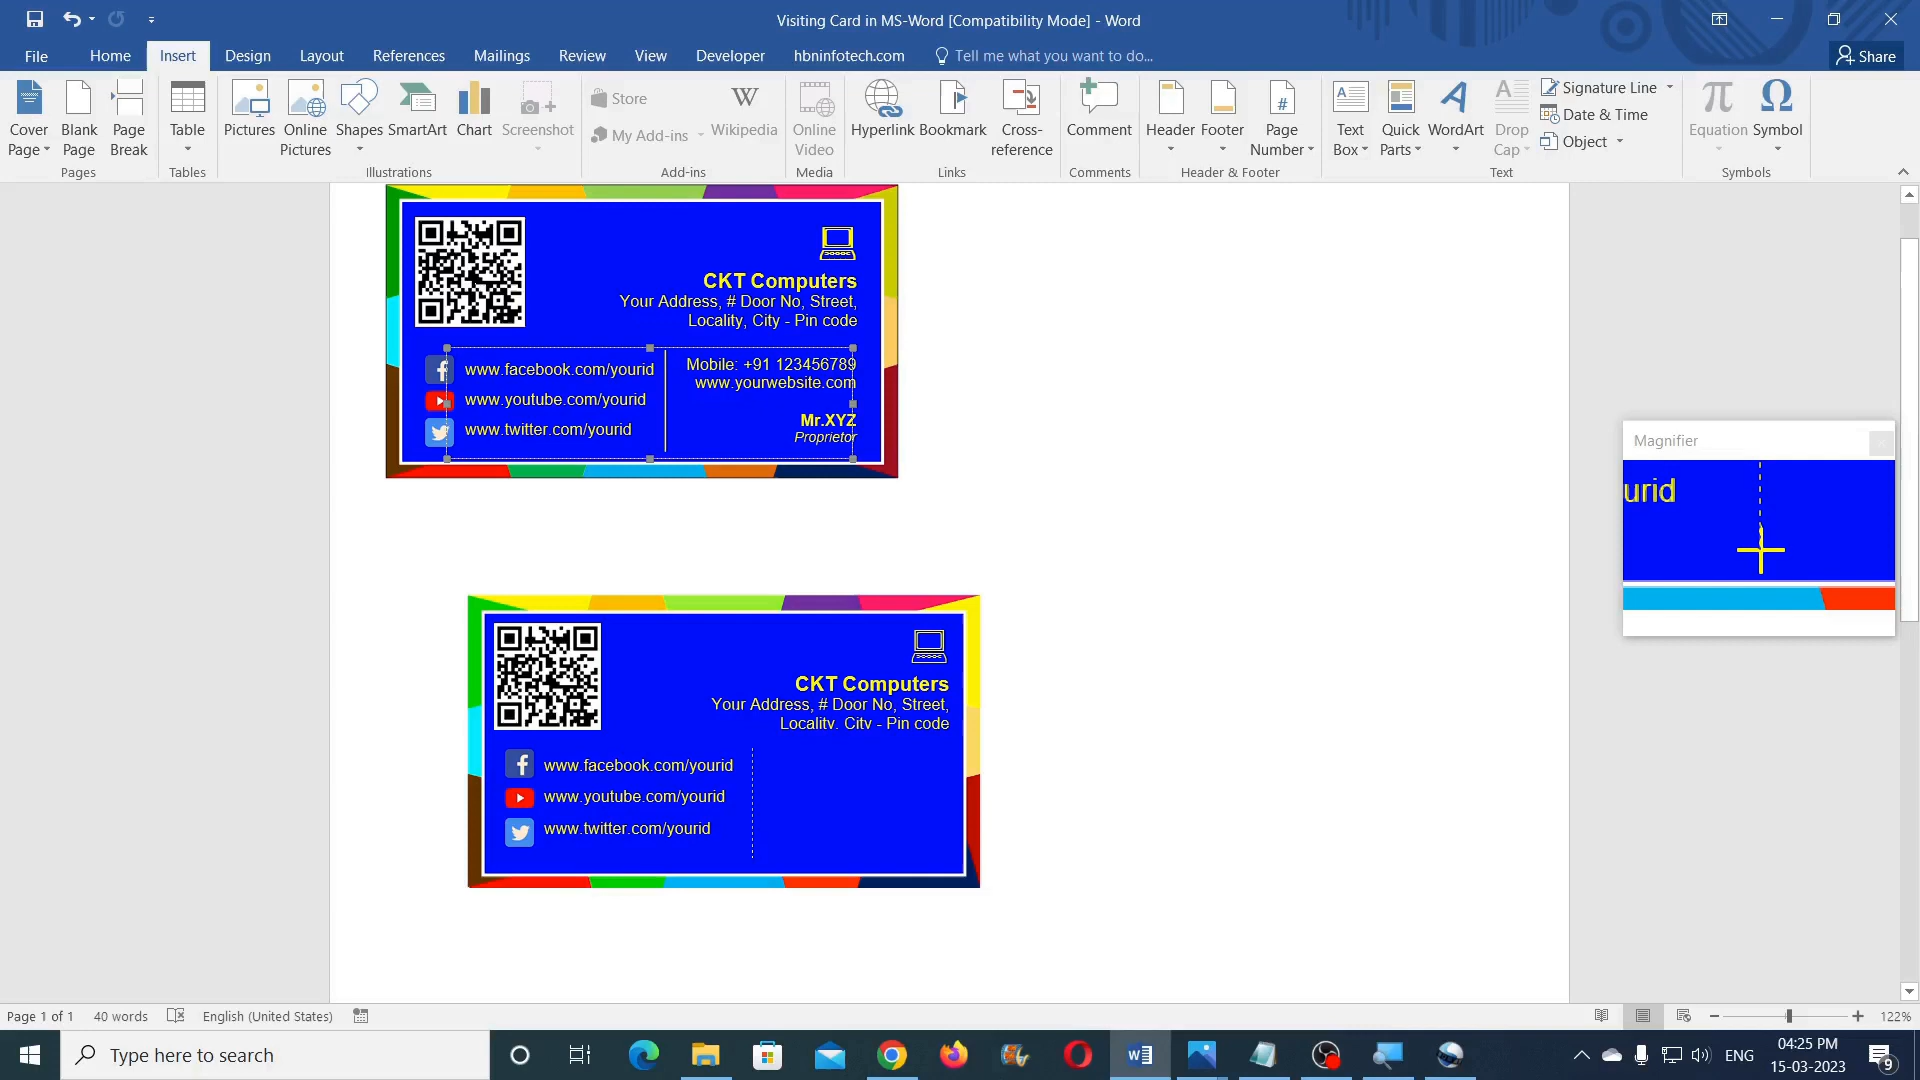 Visiting Card in MS-Word [Compatibility Mode] - Word
File
Home
Insert
Design
Layout
References
Mailings
Review
View
Developer
hbninfotech.com
Tell me what you want to do...
Share
Cover Page
Blank Page
Page Break
Pages
Table
Tables
Pictures
Online Pictures
Shapes
SmartArt
Chart
Screenshot
Illustrations
Store
My Add-ins
Wikipedia
Add-ins
Online Video
Media
Hyperlink
Bookmark
Cross-reference
Links
Comment
Comments
Header
Footer
Page Number
Header & Footer
Text Box
Quick Parts
WordArt
Drop Cap
Signature Line
Date & Time
Object
Text
Equation
Symbol
Symbols
CKT Computers
Your Address, # Door No, Street,
Locality, City - Pin code
www.facebook.com/yourid
www.youtube.com/yourid
www.twitter.com/yourid
Mobile: +91 123456789
www.yourwebsite.com
Mr.XYZ
Proprietor
Magnifier
urid
CKT Computers
Your Address, # Door No, Street,
Locality, City - Pin code
www.facebook.com/yourid
www.youtube.com/yourid
www.twitter.com/yourid
Page 1 of 1
40 words
English (United States)
122%
Type here to search
ENG
04:25 PM
15-03-2023
9